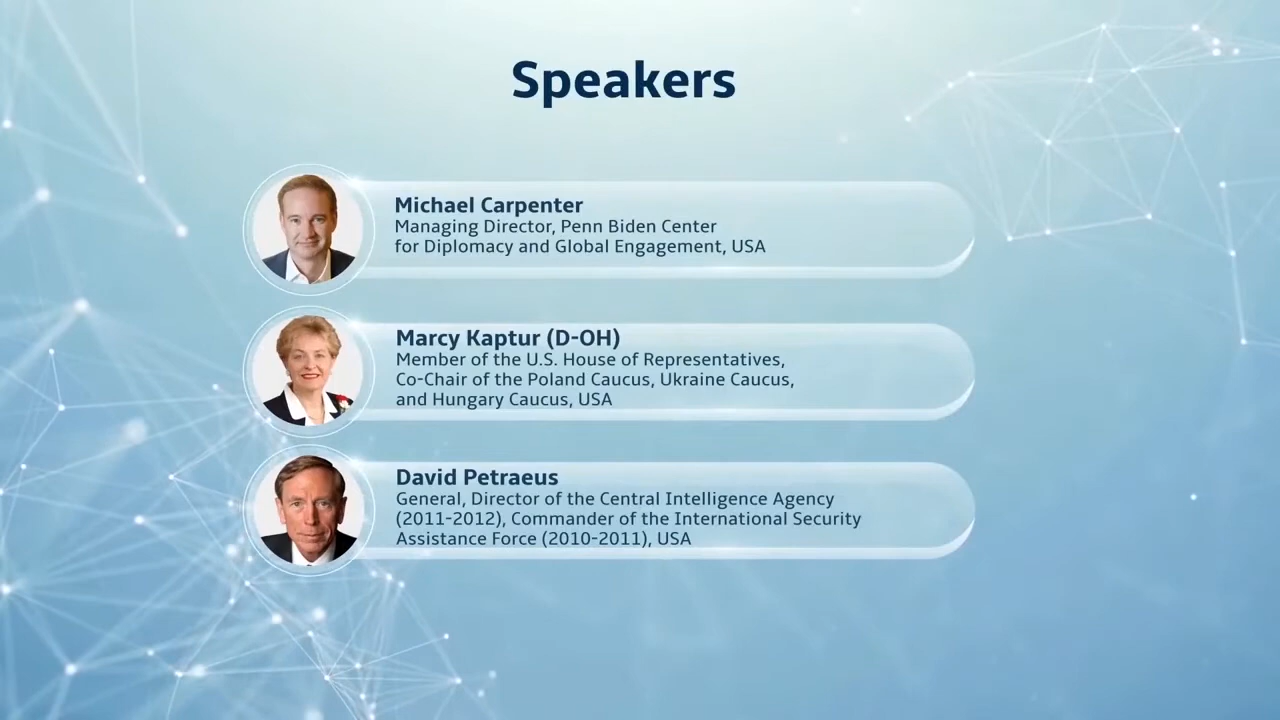 Speakers
Michael Carpenter
Managing Director, Penn Biden Center
for Diplomacy and Global Engagement, USA
Marcy Kaptur (D-OH)
Member of the U.S. House of Representatives,
Co-Chair of the Poland Caucus, Ukraine Caucus,
and Hungary Caucus, USA
David Petraeus
General, Director of the Central Intelligence Agency
(2011-2012), Commander of the International Security
Assistance Force (2010-2011), USA